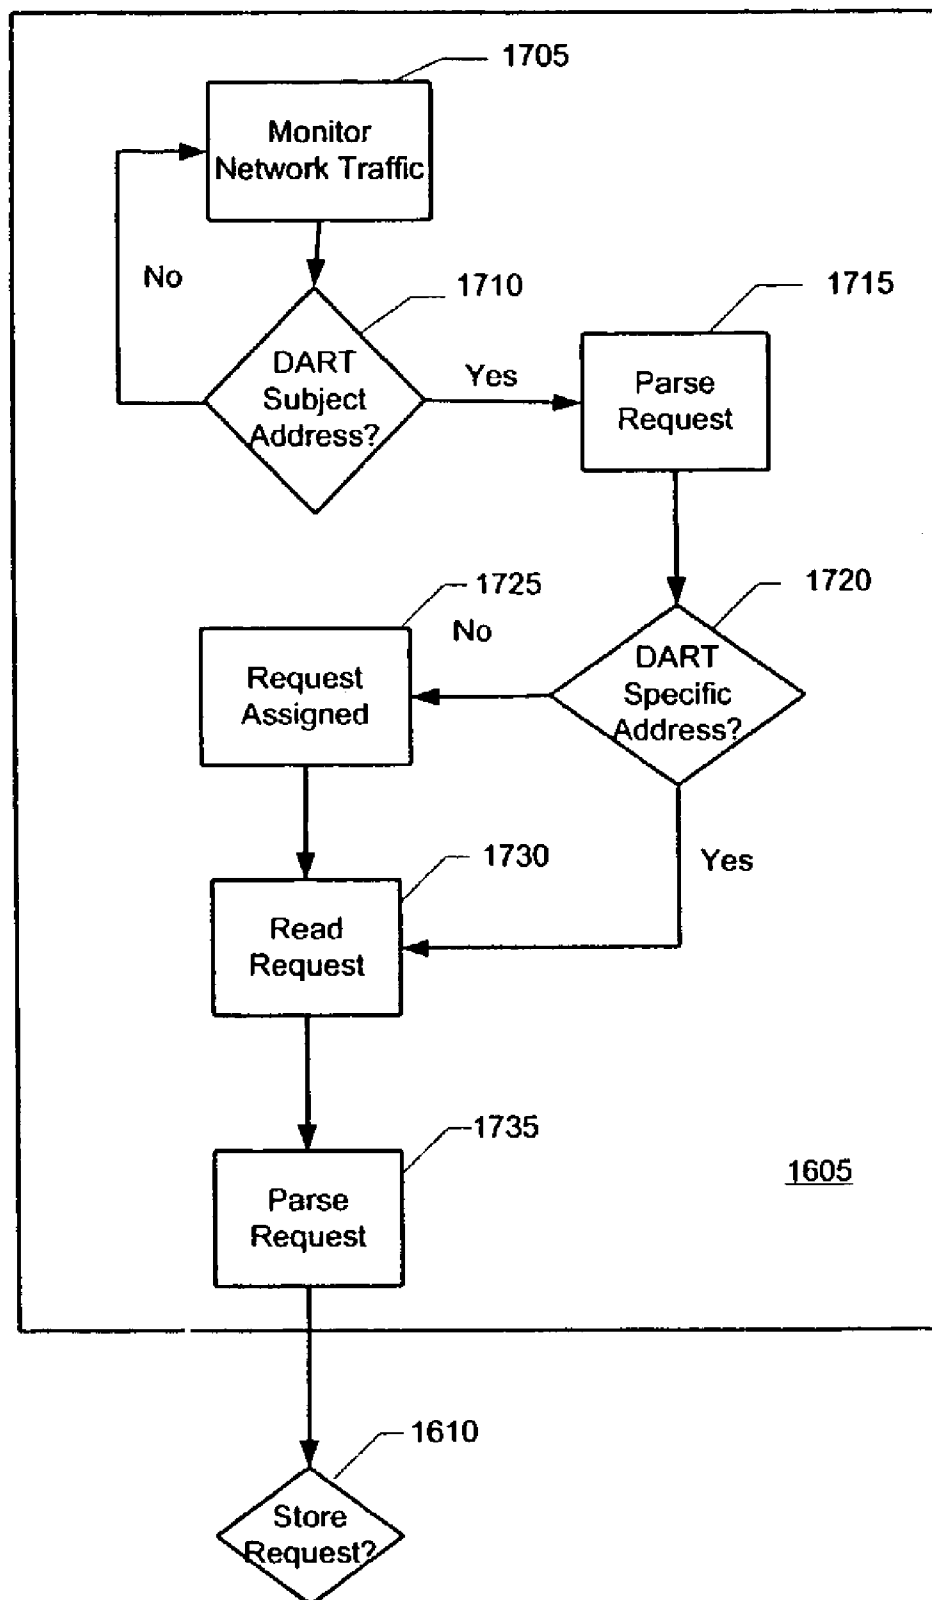 1705
Monitor
Network Traffic
No
1710
1715
DART
Subject
Address?
Yes
Parse
Request
1725
1720
No
Request
Assigned
DART
Specific
Address?
1730
Yes
Read
Request
1735
Parse
Request
1605
1610
Store
Request?